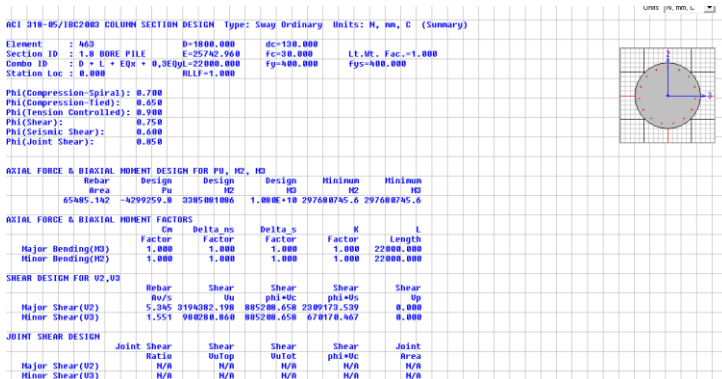 Units N, mm, C
ACI 318-05/IBC2003 COLUMN SECTION DESIGN Type: Sway Ordinary Units: N, mm, C (Summary)
Element : 463 D=1800.000 dc=130.000
Section ID : 1.8 BORE PILE E=25742.960 fc=30.000 Lt.Wt. Fac.=1.000
Combo ID : D + L + EQx + 0,3EQyL=22000.000 fy=400.000 fys=400.000
Station Loc : 0.000 RLLF=1.000
Phi(Compression-Spiral): 0.700
Phi(Compression-Tied): 0.650
Phi(Tension Controlled): 0.900
Phi(Shear): 0.750
Phi(Seismic Shear): 0.600
Phi(Joint Shear): 0.850
2
3
AXIAL FORCE & BIAXIAL MOMENT DESIGN FOR PU, M2, M3
Rebar Design Design Design Minimum Minimum
Area Pu M2 M3 M2 M3
65485.142 -4299259.8 3385081086 1.080E+10 297680745.6 297680745.6
AXIAL FORCE & BIAXIAL MOMENT FACTORS
Cm Delta_ns Delta_s K L
Factor Factor Factor Factor Length
Major Bending(M3) 1.000 1.000 1.000 1.000 22000.000
Minor Bending(M2) 1.000 1.000 1.000 1.000 22000.000
SHEAR DESIGN FOR V2,V3
Rebar Shear Shear Shear Shear
Av/s Vu phi*Vc phi*Vs Vp
Major Shear(V2) 5.345 3194382.198 885208.658 2309173.539 0.000
Minor Shear(V3) 1.551 980280.860 885208.658 670170.467 0.000
JOINT SHEAR DESIGN
Joint Shear Shear Shear Shear Joint
Ratio VuTop VuTot phi*Vc Area
Major Shear(V2) N/A N/A N/A N/A N/A
Minor Shear(V3) N/A N/A N/A N/A N/A